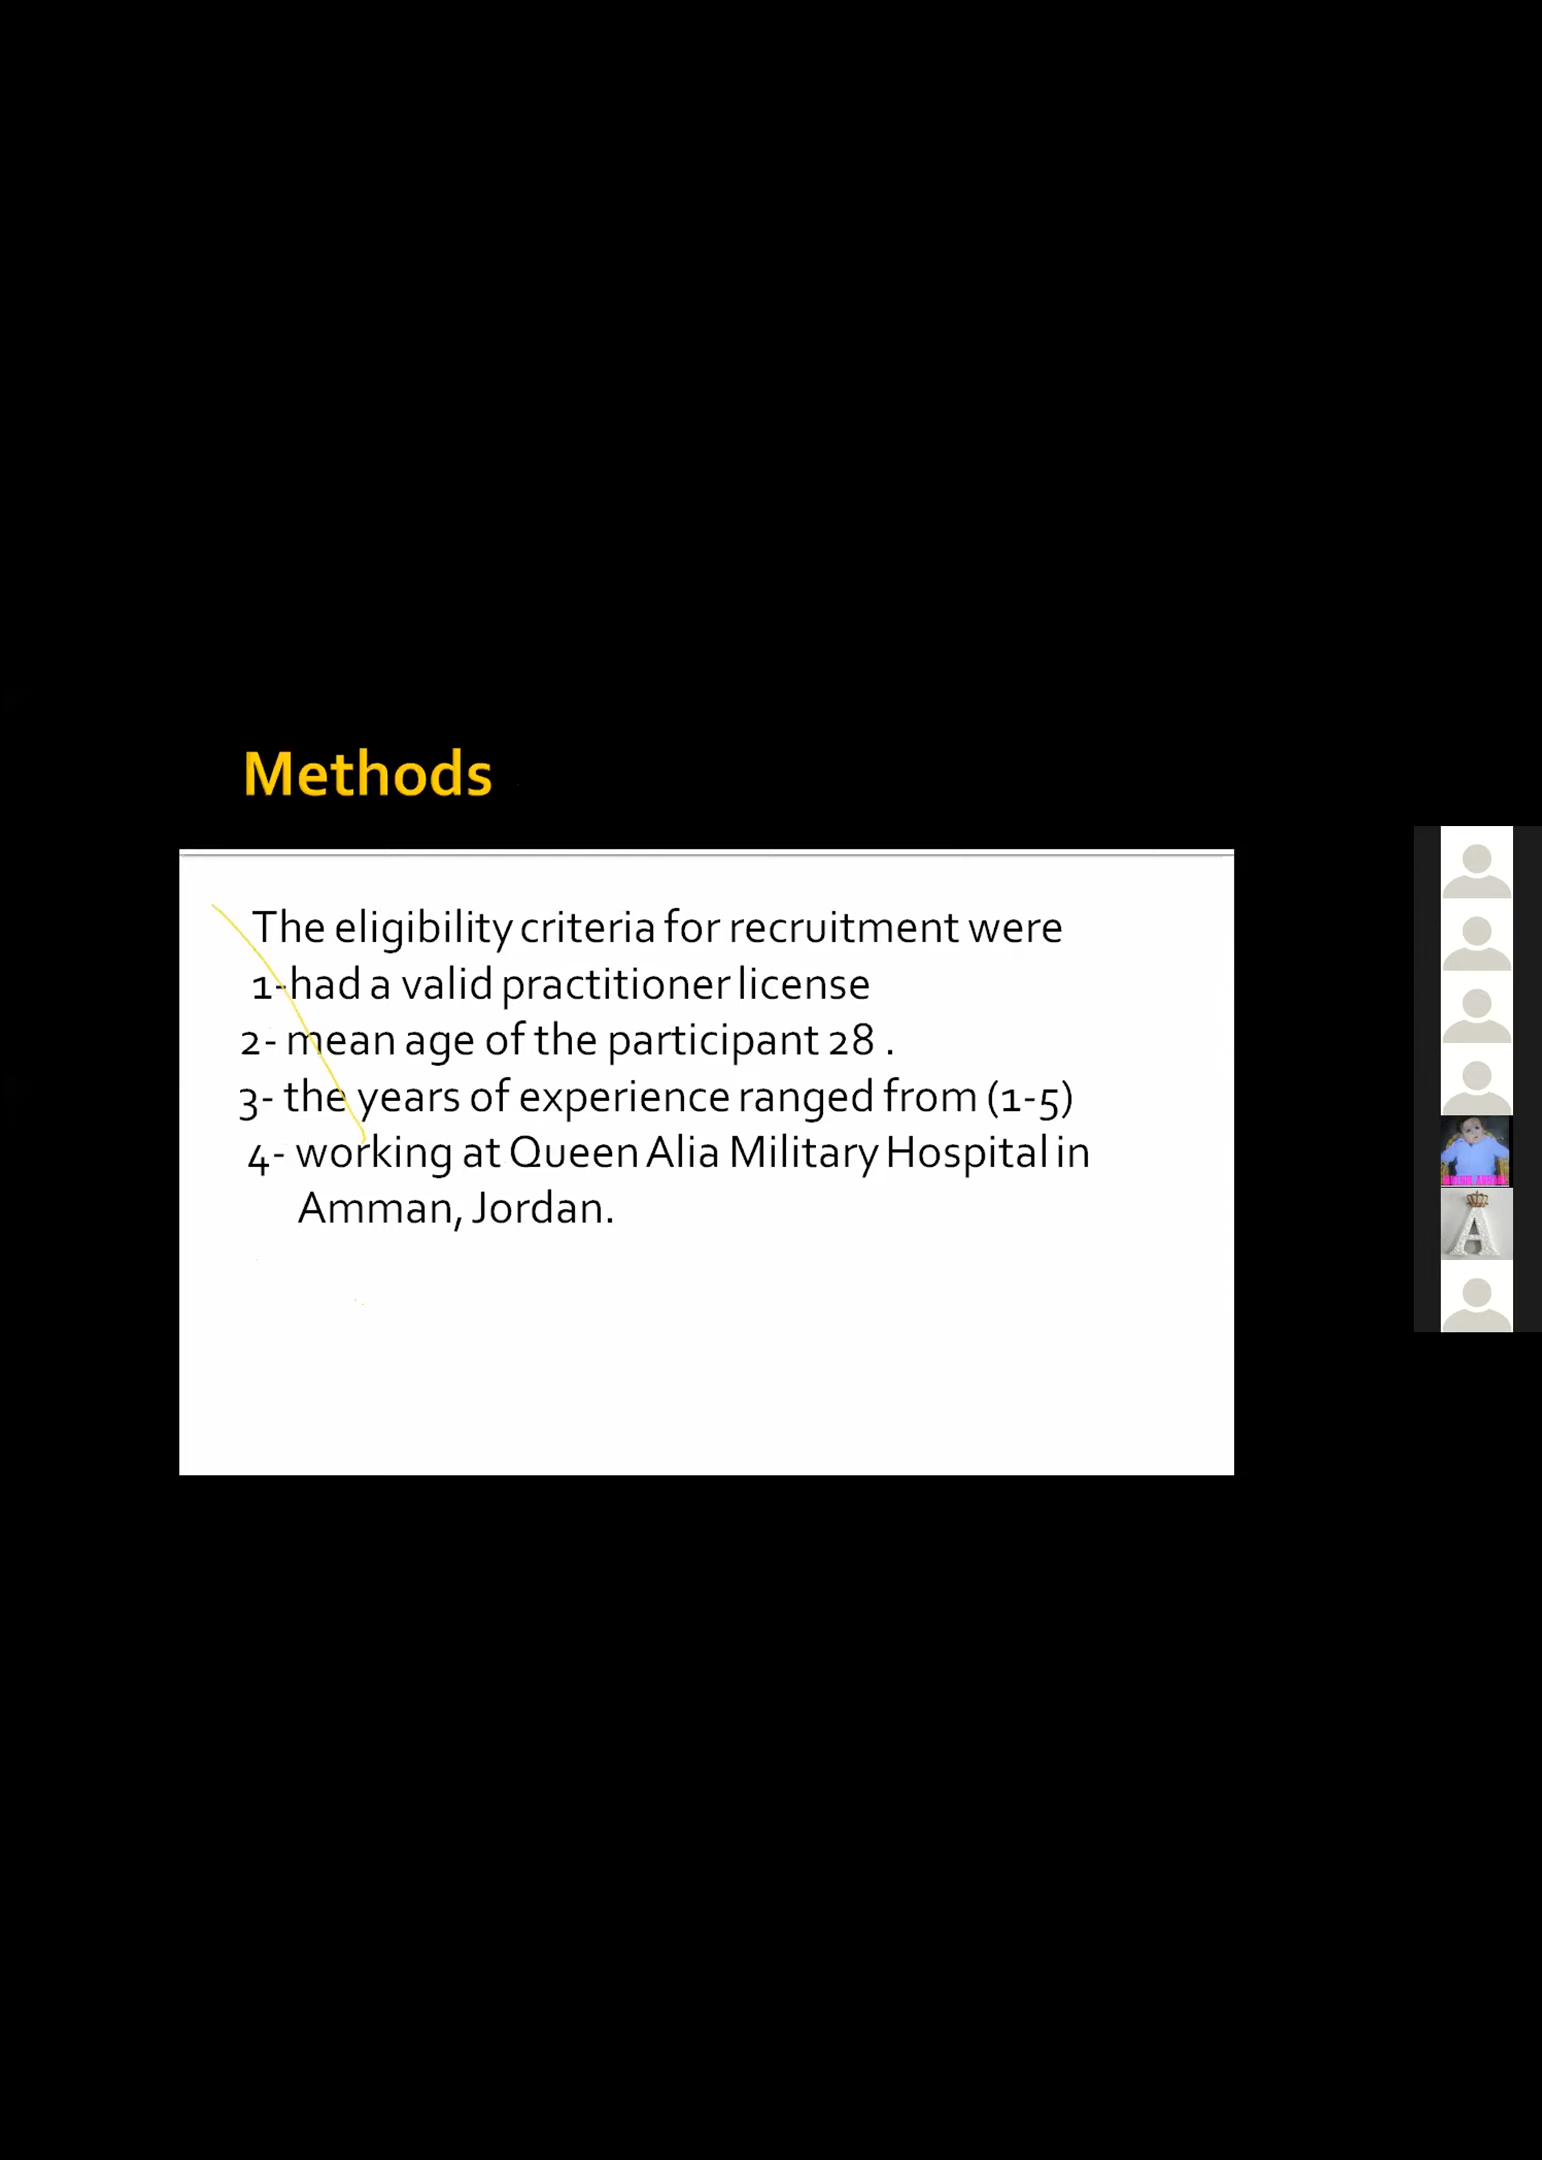 Methods
The eligibility criteria for recruitment were
1-had a valid practitioner license
2- mean age of the participant 28 .
3- the years of experience ranged from (1-5)
4- working at Queen Alia Military Hospital in
Amman, Jordan.
A